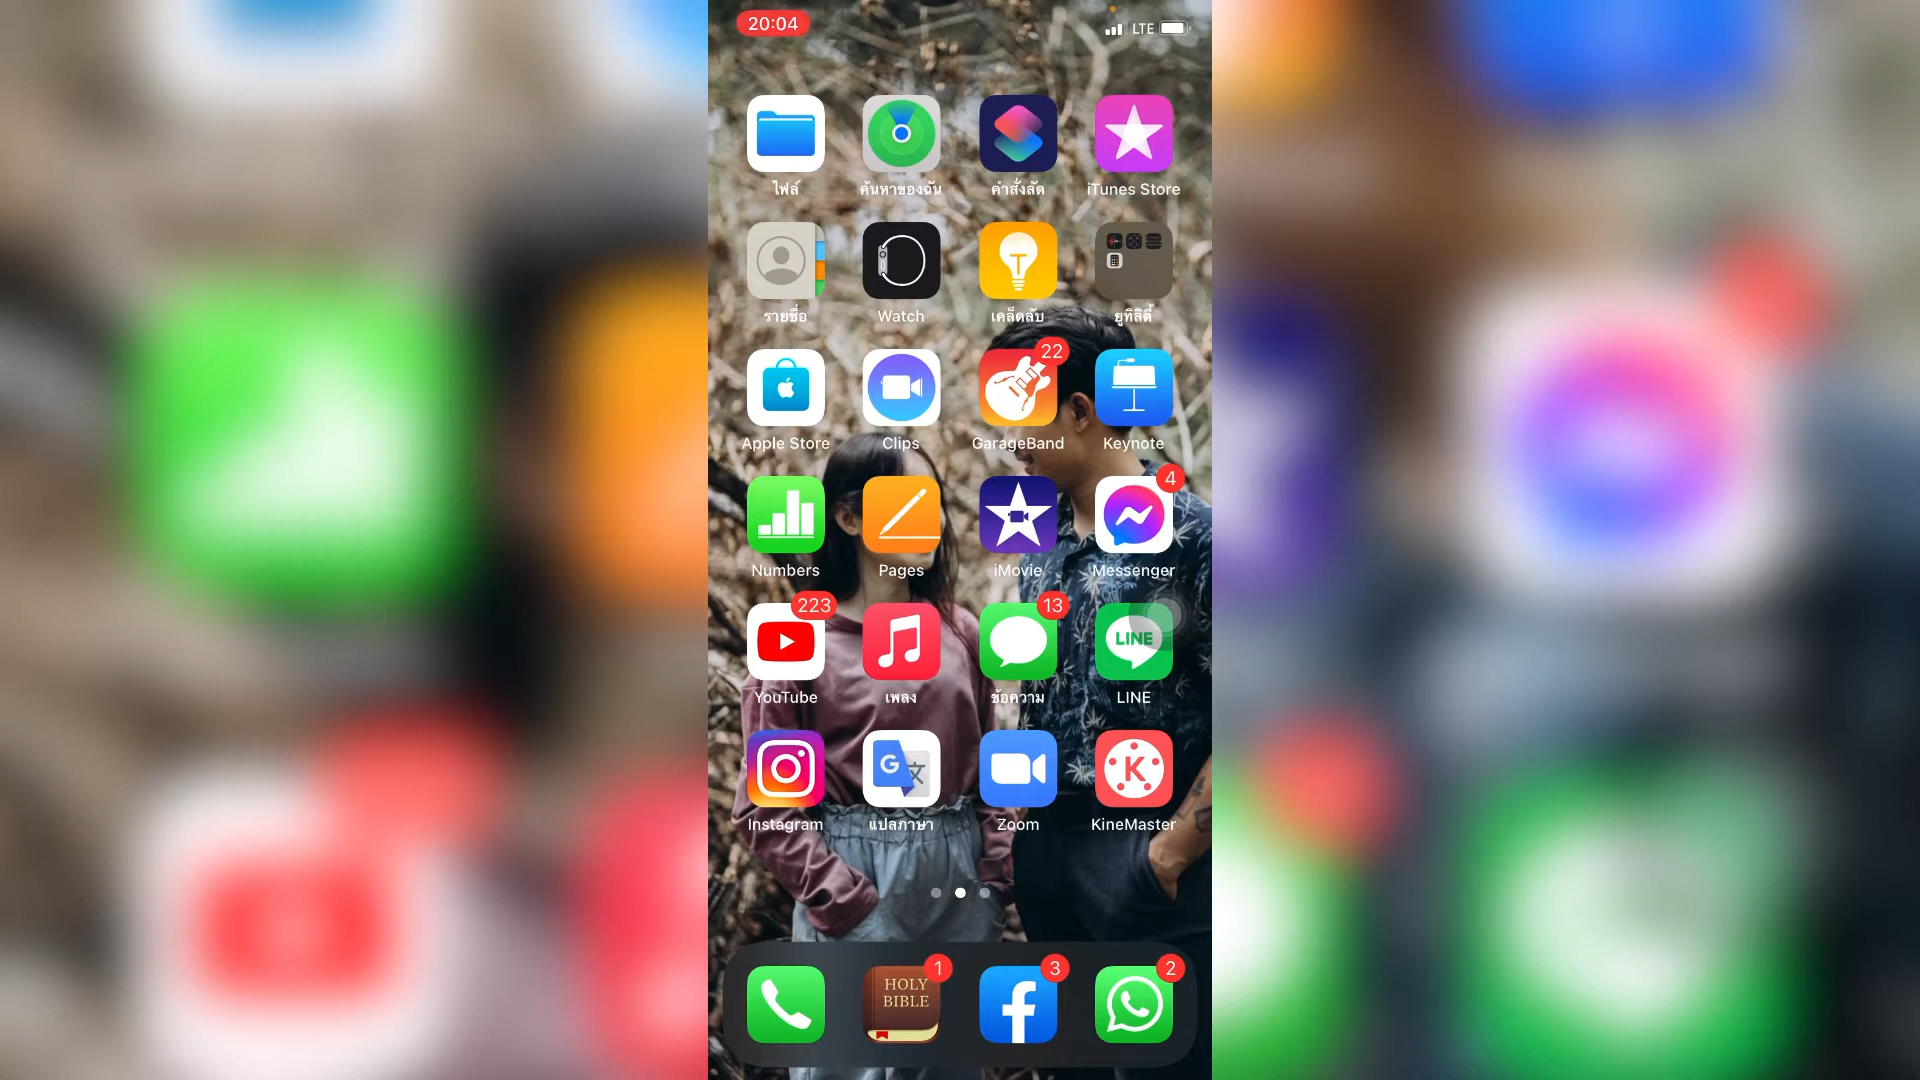 20:04
LTE
ไฟล์
ค้นหาของฉัน
คำสั่งลัด
iTunes Store
รายชื่อ
Watch
เคล็ดลับ
ยูทิลิตี้
22
Apple Store
Clips
GarageBand
Keynote
4
Numbers
Pages
iMovie
Messenger
223
13
LINE
YouTube
เพลง
ข้อความ
LINE
G
文
K
Instagram
แปลภาษา
Zoom
KineMaster
1
3
2
HOLY
BIBLE